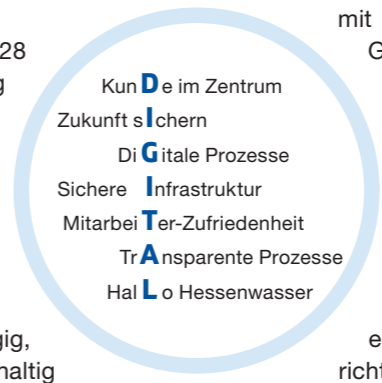 mit
28
G
g
KunDe im Zentrum
Zukunft sIchern
DiGitale Prozesse
Sichere Infrastruktur
MitarbeiTer-Zufriedenheit
TrAnsparente Prozesse
HalLo Hessenwasser
gig,
haltig
e
richt